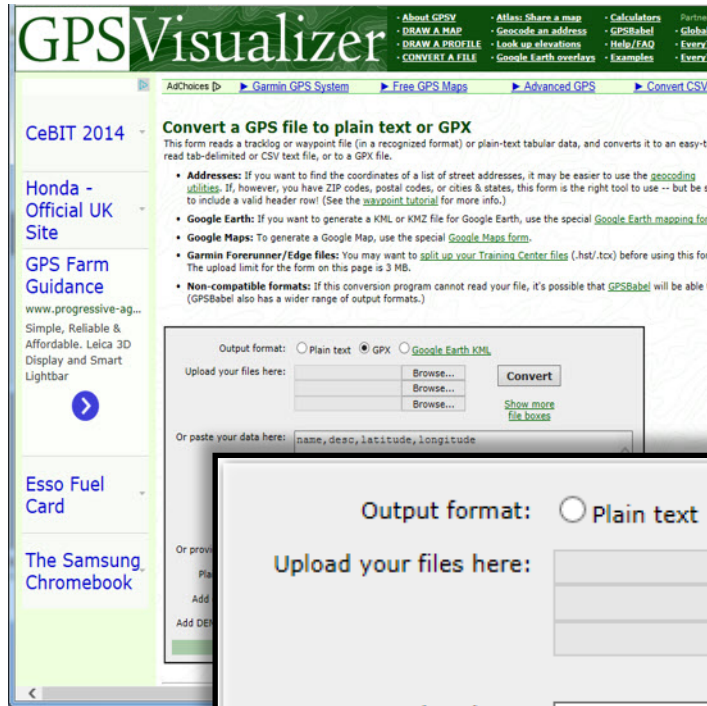 GPSVisualizer
· About GPSV
· DRAW A MAP
· DRAW A PROFILE
· CONVERT A FILE
· Atlas: Share a map
· Geocode an address
· Look up elevations
· Google Earth overlays
· Calculators
· GPSBabel
· Help/FAQ
· Examples
Partne
· Global
· Every
· Every
AdChoices
Garmin GPS System
Free GPS Maps
Advanced GPS
Convert CSV
CeBIT 2014
Honda -
Official UK
Site
GPS Farm
Guidance
www.progressive-ag...
Simple, Reliable &
Affordable. Leica 3D
Display and Smart
Lightbar
Esso Fuel
Card
The Samsung
Chromebook
Convert a GPS file to plain text or GPX
This form reads a tracklog or waypoint file (in a recognized format) or plain-text tabular data, and converts it to an easy-t
read tab-delimited or CSV text file, or to a GPX file.
• Addresses: If you want to find the coordinates of a list of street addresses, it may be easier to use the geocoding
utilities. If, however, you have ZIP codes, postal codes, or cities & states, this form is the right tool to use -- but be s
to include a valid header row! (See the waypoint tutorial for more info.)
• Google Earth: If you want to generate a KML or KMZ file for Google Earth, use the special Google Earth mapping for
• Google Maps: To generate a Google Map, use the special Google Maps form.
• Garmin Forerunner/Edge files: You may want to split up your Training Center files (.hst/.tcx) before using this for
The upload limit for the form on this page is 3 MB.
• Non-compatible formats: If this conversion program cannot read your file, it's possible that GPSBabel will be able
(GPSBabel also has a wider range of output formats.)
Output format: Plain text GPX Google Earth KML
Upload your files here: Browse...
Browse...
Browse...
Convert
Show more
file boxes
Or paste your data here: name,desc,latitude,longitude
Or provi
Pla
Add
Add DEM
Output format: Plain text
Upload your files here: